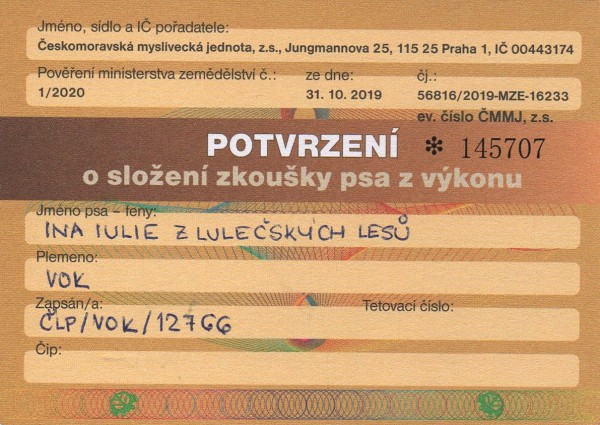 Jméno, sídlo a IČ pořadatele:
Českomoravská myslivecká jednota, z.s., Jungmannova 25, 115 25 Praha 1, IČ 00443174
Pověření ministerstva zemědělství č.: ze dne: čj.:
1/2020 31. 10. 2019 56816/2019-MZE-16233
ev. číslo ČMMJ, z.s.
POTVRZENÍ * 145707
o složení zkoušky psa z výkonu
Jméno psa – feny:
INA IULIE Z LULEČSKÝCH LESŮ
Plemeno:
VOK
Zapsán/a: Tetovací číslo:
ČLP/VOK/12766
Čip: